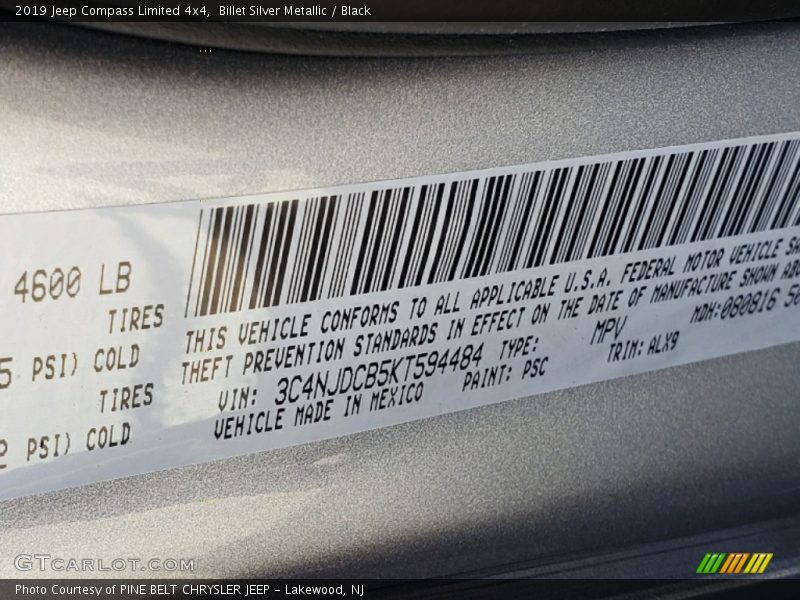 2019 Jeep Compass Limited 4x4, Billet Silver Metallic / Black
4600 LB
TIRES
PSI) COLD
TIRES
PSI) COLD
THIS VEHICLE CONFORMS TO ALL APPLICABLE U.S.A. FEDERAL MOTOR VEHICLE
THEFT PREVENTION STANDARDS IN EFFECT ON THE DATE OF MANUFACTURE SHOWN
VIN: 3C4NJDCB5KT594484 TYPE: MPV MDH:080816
VEHICLE MADE IN MEXICO PAINT: PSC TRIM: ALX9
GTCARLOT.COM
Photo Courtesy of PINE BELT CHRYSLER JEEP - Lakewood, NJ